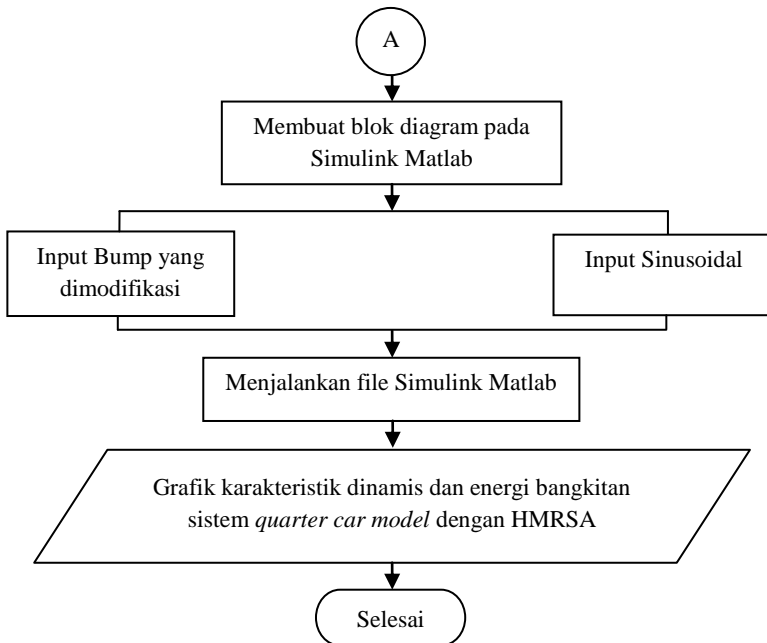 A
Membuat blok diagram pada
Simulink Matlab
Input Bump yang
dimodifikasi
Input Sinusoidal
Menjalankan file Simulink Matlab
Grafik karakteristik dinamis dan energi bangkitan
sistem quarter car model dengan HMRSA
Selesai